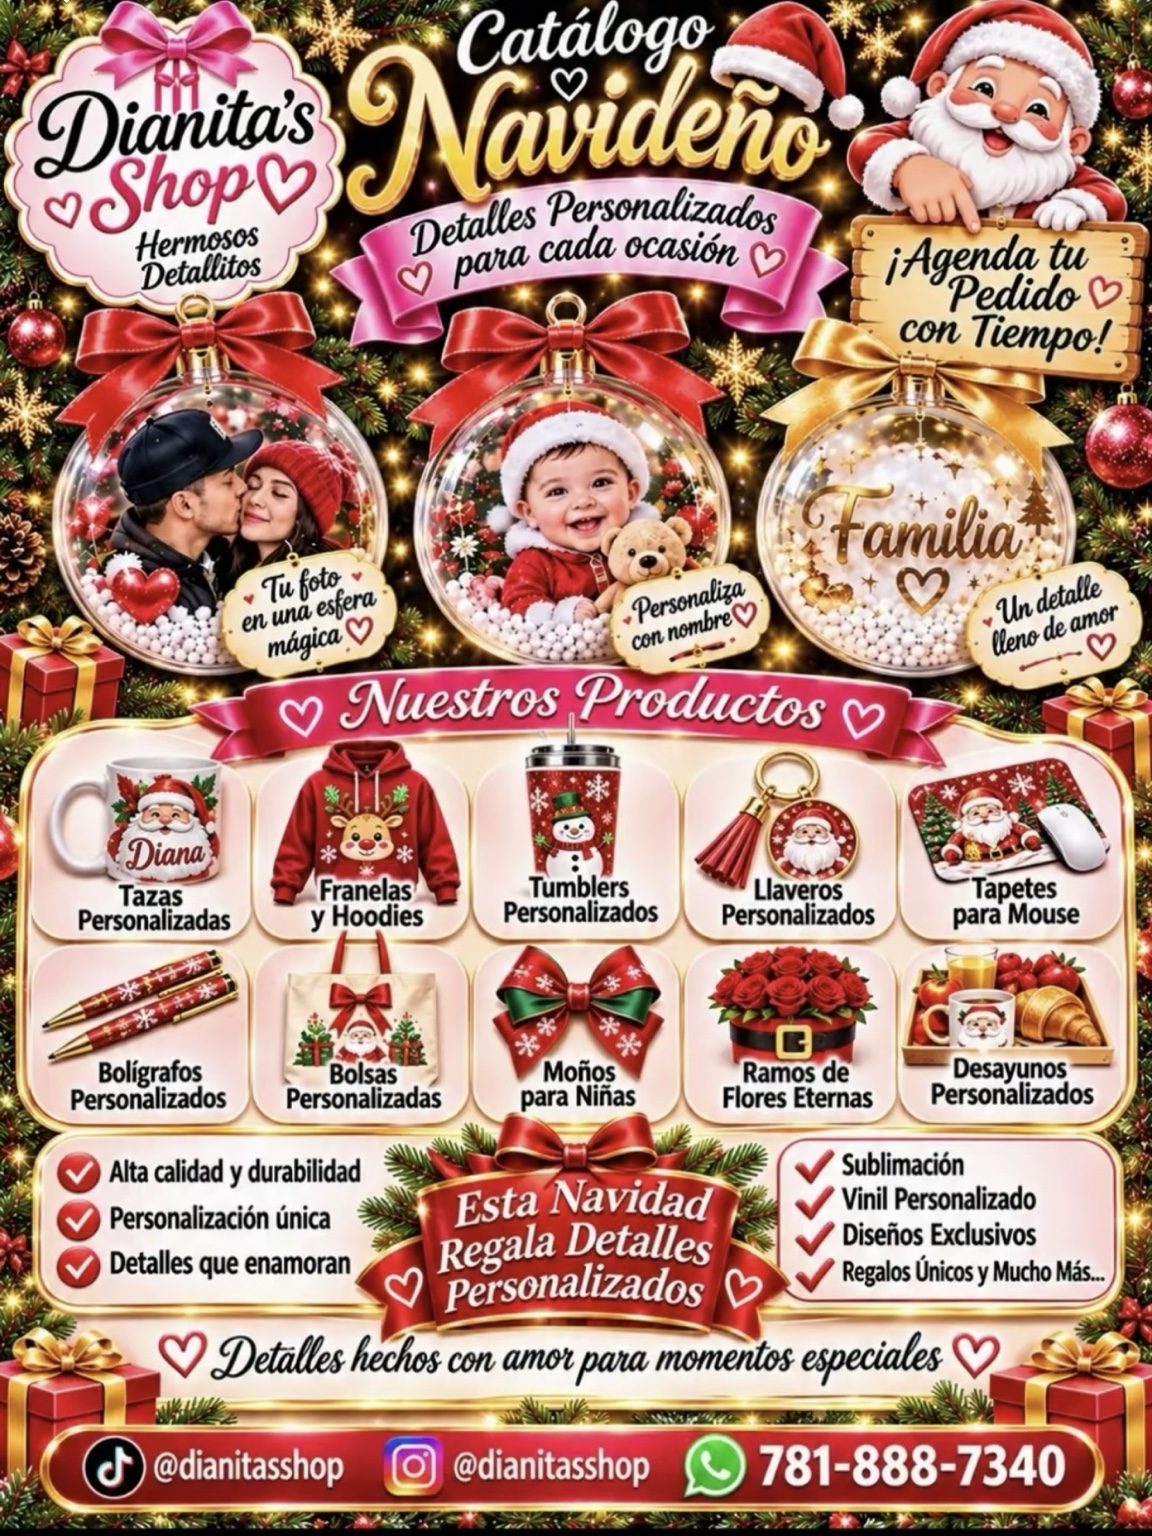 Dianita's
Shop
Hermosos
Detallitos
Catálogo
Navideño
Detalles Personalizados
para cada ocasión
¡Agenda tu
Pedido
con Tiempo!
Tu foto
en una esfera
mágica
Personaliza
con nombre
Familia
Un detalle
lleno de amor
Nuestros Productos
Diana
Tazas
Personalizadas
Franelas
y Hoodies
Tumblers
Personalizados
Llaveros
Personalizados
Tapetes
para Mouse
Bolígrafos
Personalizados
Bolsas
Personalizadas
Moños
para Niñas
Ramos de
Flores Eternas
Desayunos
Personalizados
Alta calidad y durabilidad
Personalización única
Detalles que enamoran
Esta Navidad
Regala Detalles
Personalizados
Sublimación
Vinil Personalizado
Diseños Exclusivos
Regalos Únicos y Mucho Más...
Detalles hechos con amor para momentos especiales
@dianitasshop
@dianitasshop
781-888-7340